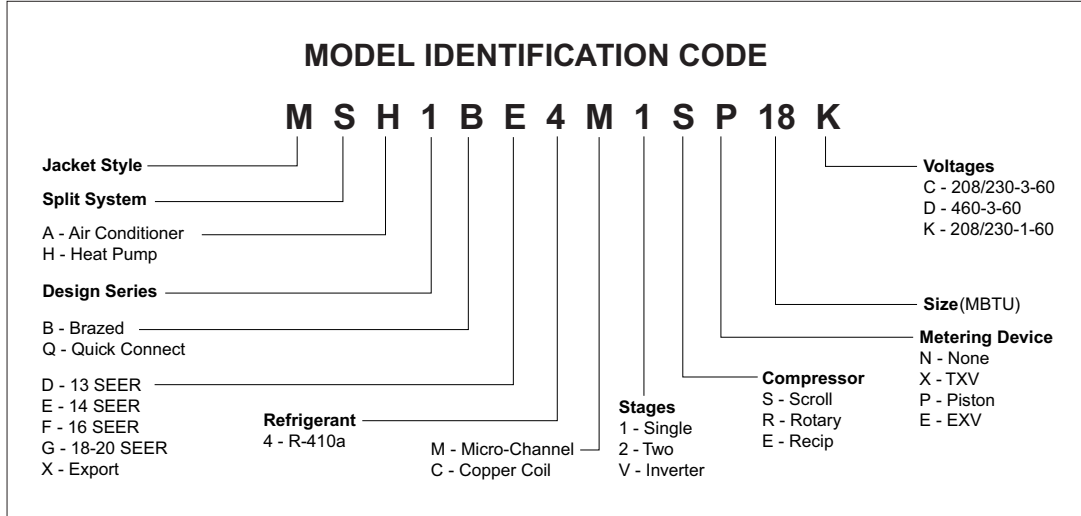 MODEL IDENTIFICATION CODE
M S H 1 B E 4 M 1 S P 18 K
Jacket Style
Split System
A - Air Conditioner
H - Heat Pump
Design Series
B - Brazed
Q - Quick Connect
D - 13 SEER
E - 14 SEER
F - 16 SEER
G - 18-20 SEER
X - Export
Refrigerant
4 - R-410a
M - Micro-Channel
C - Copper Coil
Stages
1 - Single
2 - Two
V - Inverter
Compressor
S - Scroll
R - Rotary
E - Recip
Metering Device
N - None
X - TXV
P - Piston
E - EXV
Size(MBTU)
Voltages
C - 208/230-3-60
D - 460-3-60
K - 208/230-1-60